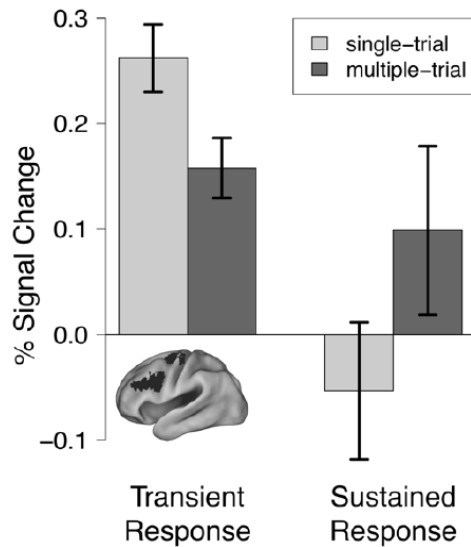 0.3
0.2
0.1
0.0
−0.1
% Signal Change
single−trial
multiple−trial
Transient
Response
Sustained
Response